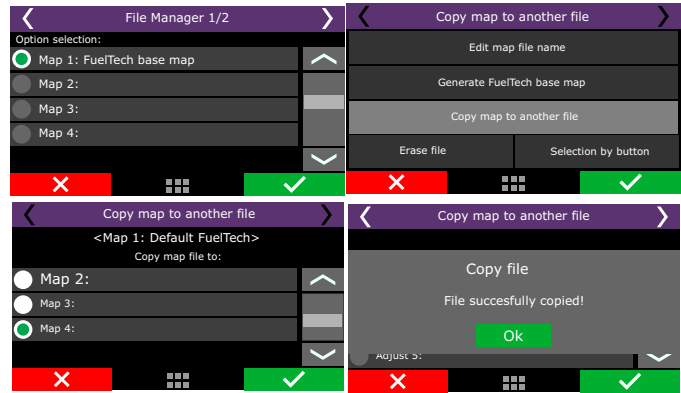 File Manager 1/2
Option selection:
Map 1: FuelTech base map
Map 2:
Map 3:
Map 4:
Copy map to another file
Edit map file name
Generate FuelTech base map
Copy map to another file
Erase file
Selection by button
Copy map to another file
<Map 1: Default FuelTech>
Copy map file to:
Map 2:
Map 3:
Map 4:
Copy map to another file
Copy file
File succesfully copied!
Ok
Adjust 5: